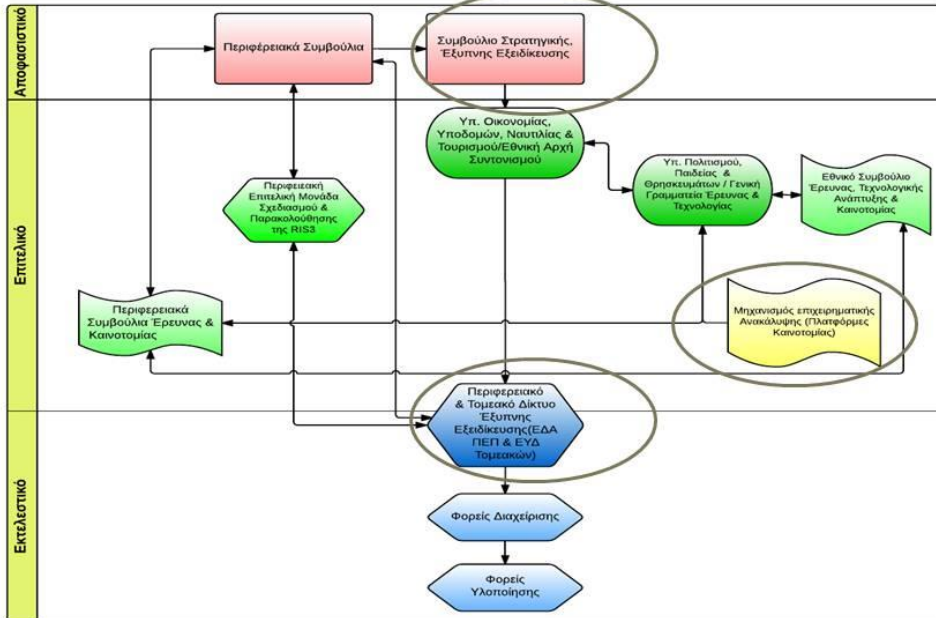 Αποφασιστικό
Περιφέρειακά Συμβούλια
Συμβούλιο Στρατηγικής,
Έξυπνης Εξειδίκευσης
Επιτελικό
Υπ. Οικονομίας,
Υποδομών, Ναυτιλίας &
Τουρισμού/Εθνική Αρχή
Συντονισμού
Υπ. Πολιτισμού,
Παιδείας &
Θρησκευμάτων / Γενική
Γραμματεία Έρευνας &
Τεχνολογίας
Εθνικό Συμβούλιο
Έρευνας, Τεχνολογικής
Ανάπτυξης &
Καινοτομίας
Περιφειεακή
Επιτελική Μονάδα
Σχεδιασμού &
Παρακολούθησης
της RIS3
Περιφερειακά
Συμβούλια Έρευνας &
Καινοτομίας
Μηχανισμός επιχειρηματικής
Ανακάλυψης (Πλατφόρμες
Καινοτομίας)
Εκτελεστικό
Περιφερειακό
& Τομεακό Δίκτυο
Έξυπνης
Εξειδίκευσης(ΕΔΑ
ΠΕΠ & ΕΥΔ
Τομεακών)
Φορείς Διαχείρισης
Φορείς
Υλοποίησης